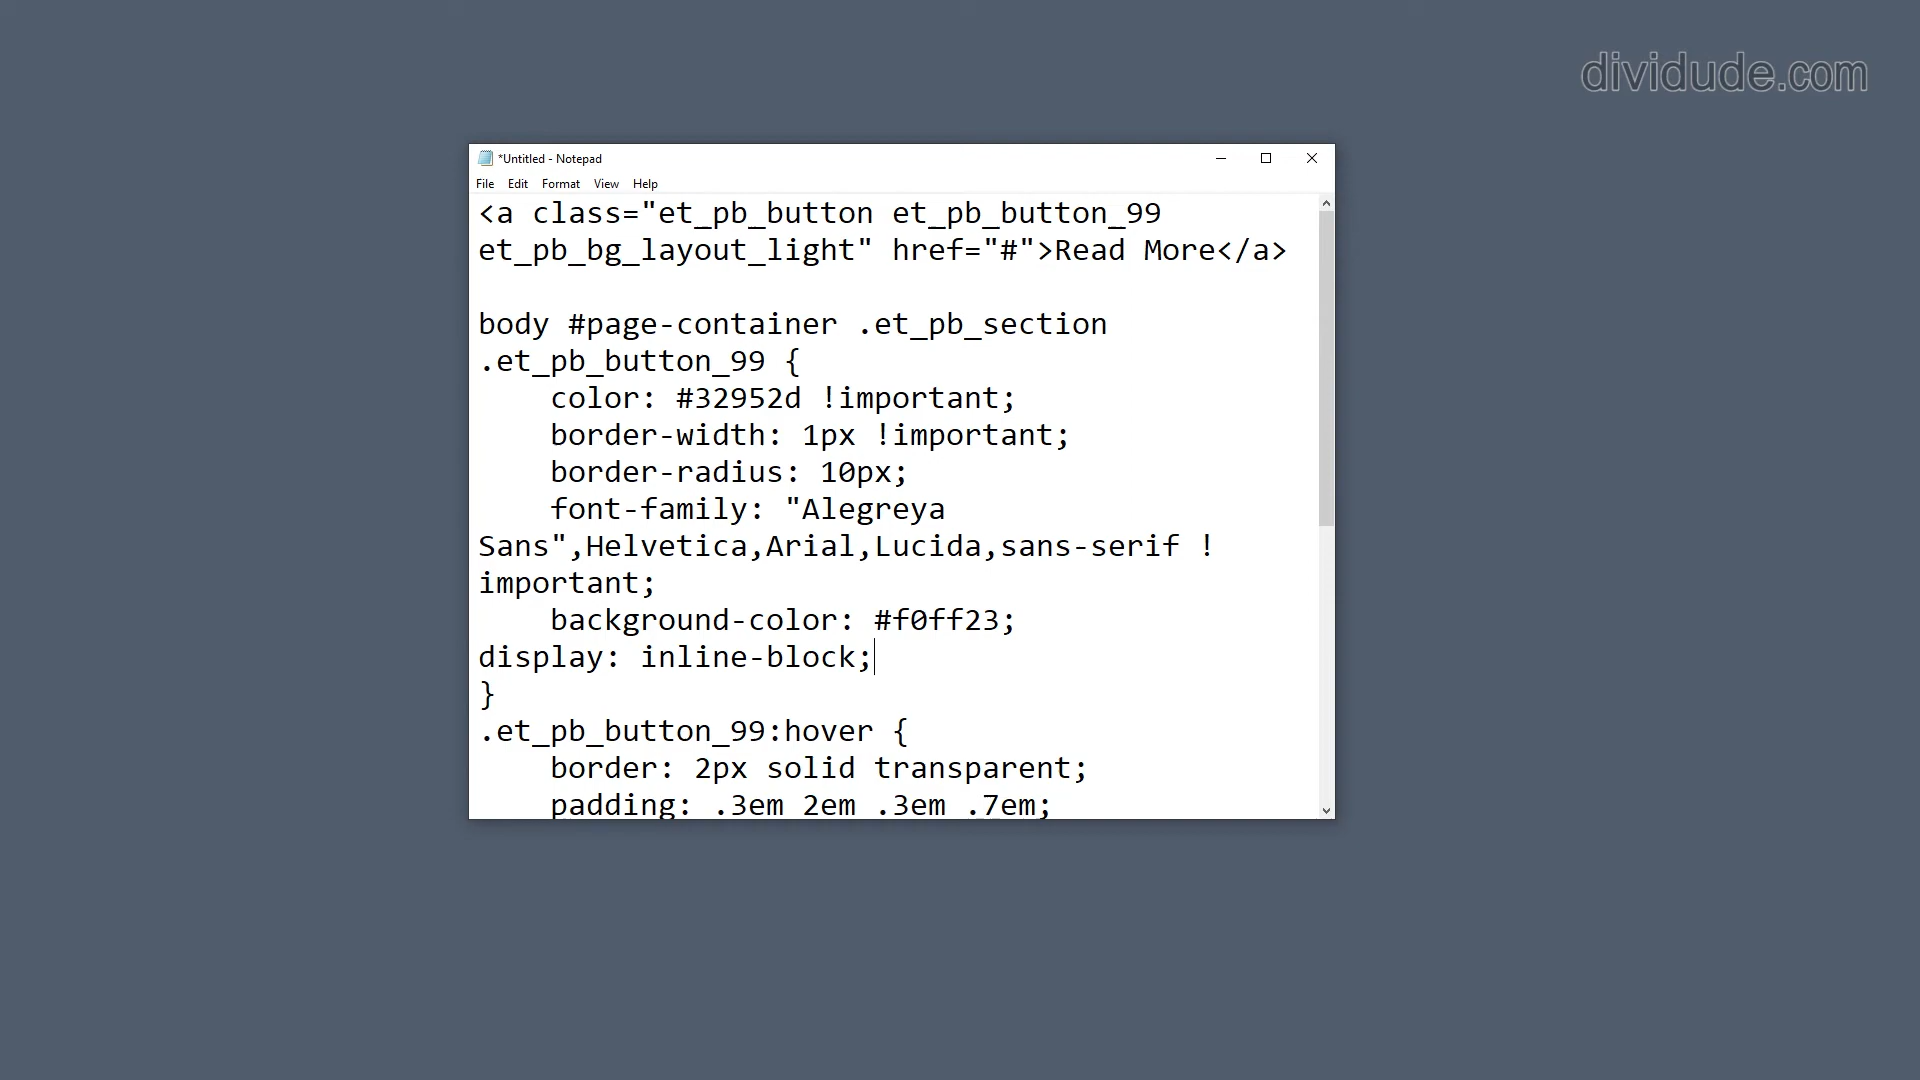 dividude.com
*Untitled - Notepad
File Edit Format View Help
<a class="et_pb_button et_pb_button_99
et_pb_bg_layout_light" href="#">Read More</a>
body #page-container .et_pb_section
.et_pb_button_99 {
    color: #32952d !important;
    border-width: 1px !important;
    border-radius: 10px;
    font-family: "Alegreya
Sans",Helvetica,Arial,Lucida,sans-serif !
important;
    background-color: #f0ff23;
display: inline-block;
}
.et_pb_button_99:hover {
    border: 2px solid transparent;
    padding: .3em 2em .3em .7em;